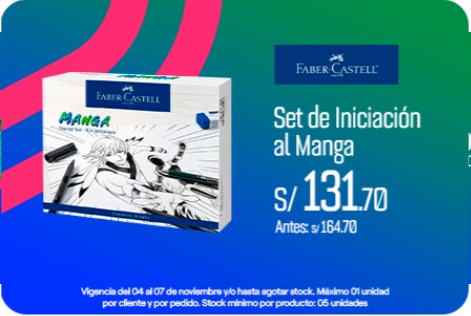 FABER-CASTELL
Set de Iniciación
al Manga
S/ 131.70
Antes: s/ 164.70
FABER-CASTELL
MANGA
Starter Set
Vigencia del 04 al 07 de noviembre y/o hasta agotar stock. Máximo 01 unidad
por cliente y por pedido. Stock mínimo por producto: 05 unidades